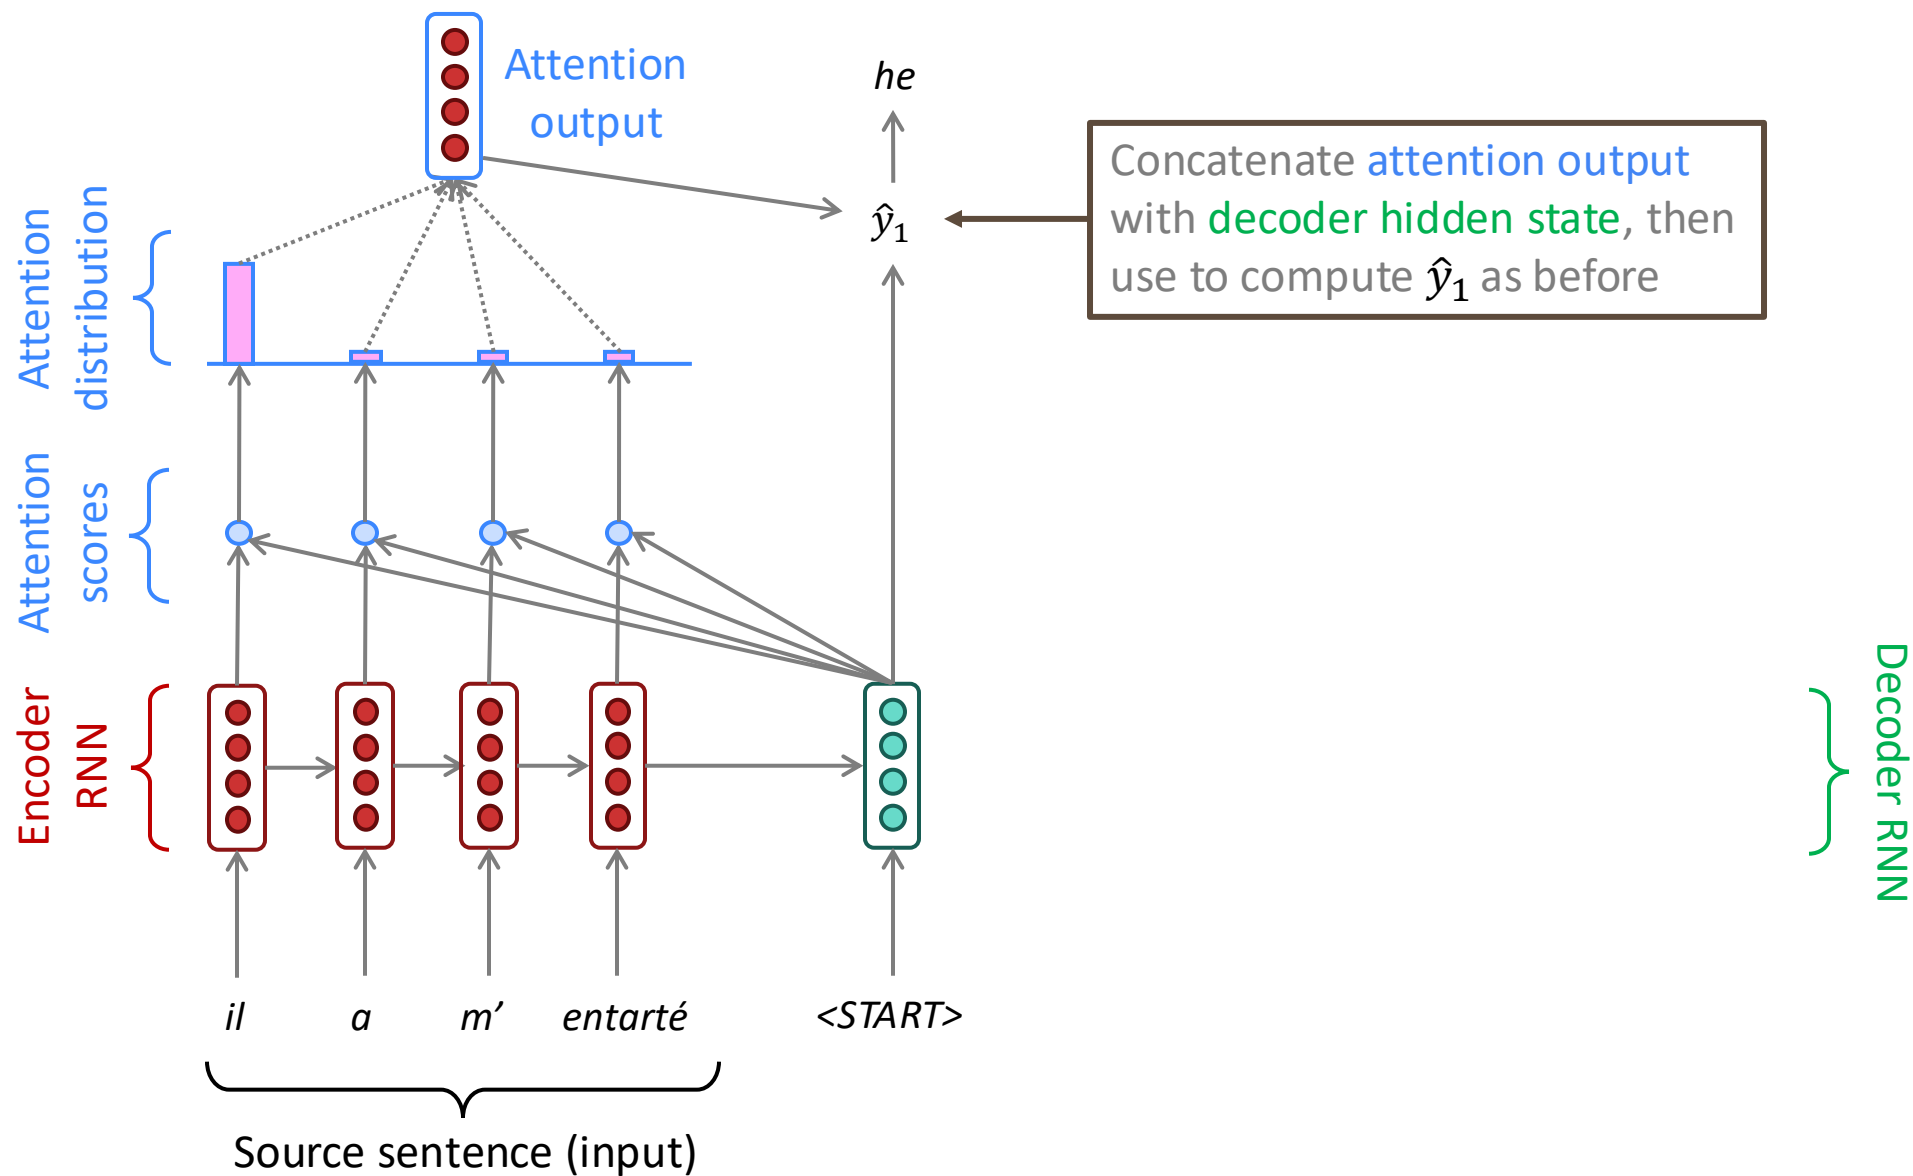 Attention
output
he
Concatenate attention output
with decoder hidden state, then
use to compute ŷ₁ as before
ŷ₁
Attention
distribution
Attention
scores
Encoder
RNN
Decoder RNN
il a m’ entarté <START>
Source sentence (input)